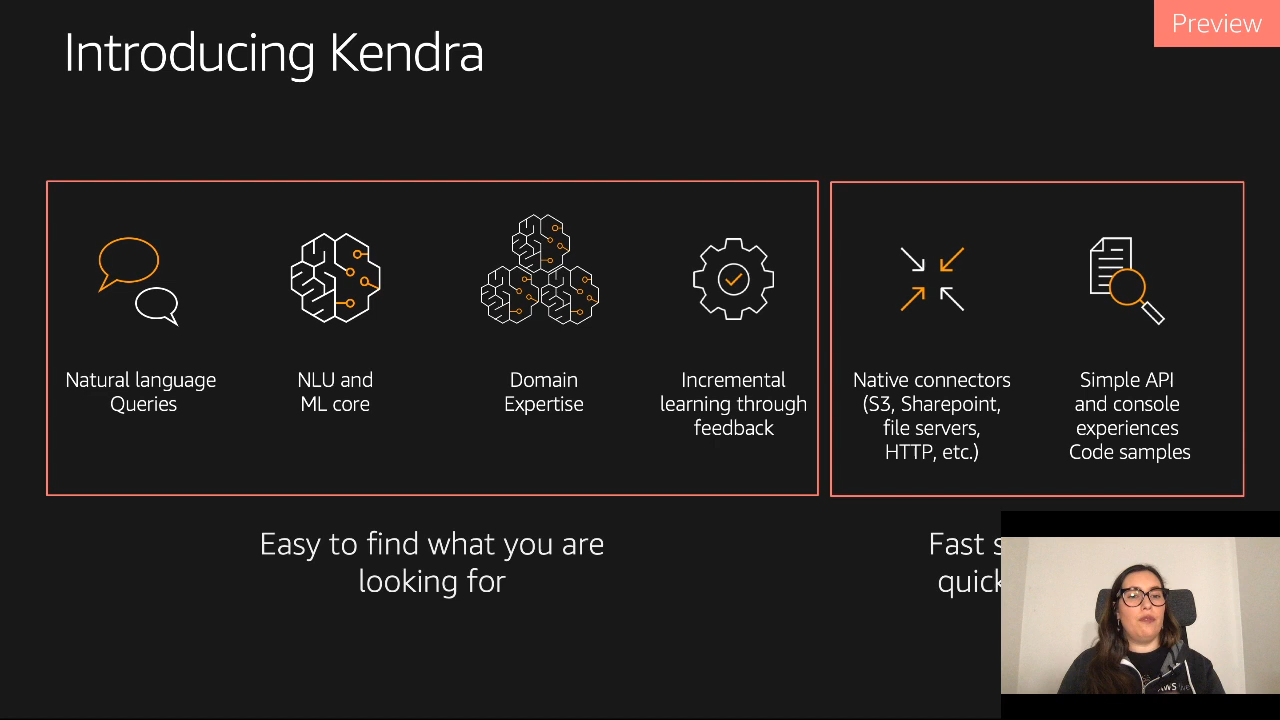 Introducing Kendra
Preview
Natural language
Queries
NLU and
ML core
Domain
Expertise
Incremental
learning through
feedback
Native connectors
(S3, Sharepoint,
file servers,
HTTP, etc.)
Simple API
and console
experiences
Code samples
Easy to find what you are
looking for
Fast